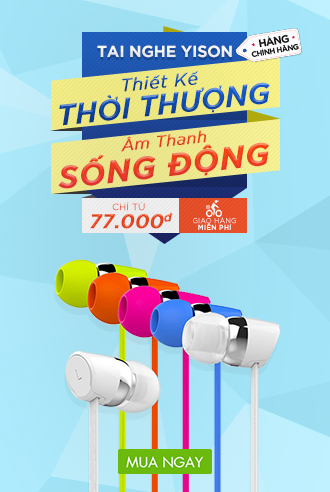 TAI NGHE YISON
HÀNG
CHÍNH HÃNG
Thiết Kế
THỜI THƯỢNG
Âm Thanh
SỐNG ĐỘNG
CHỈ TỪ
77.000đ
GIAO HÀNG
MIỄN PHÍ
MUA NGAY